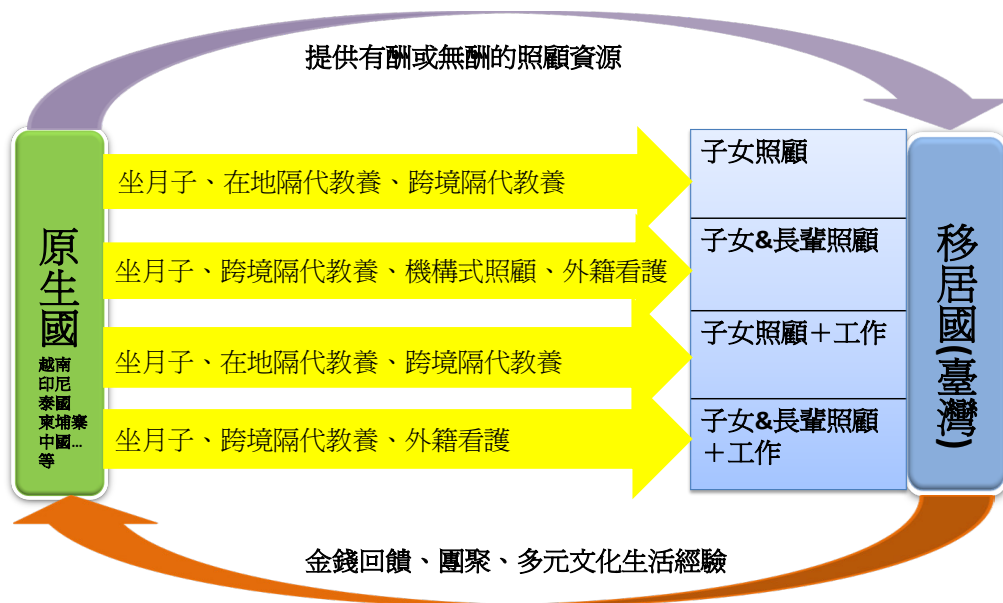 提供有酬或無酬的照顧資源
原生國
越南
印尼
泰國
柬埔寨
中國...
等
坐月子、在地隔代教養、跨境隔代教養
子女照顧
坐月子、跨境隔代教養、機構式照顧、外籍看護
子女&長輩照顧
坐月子、在地隔代教養、跨境隔代教養
子女照顧＋工作
坐月子、跨境隔代教養、外籍看護
子女&長輩照顧
＋工作
移居國(臺灣)
金錢回饋、團聚、多元文化生活經驗